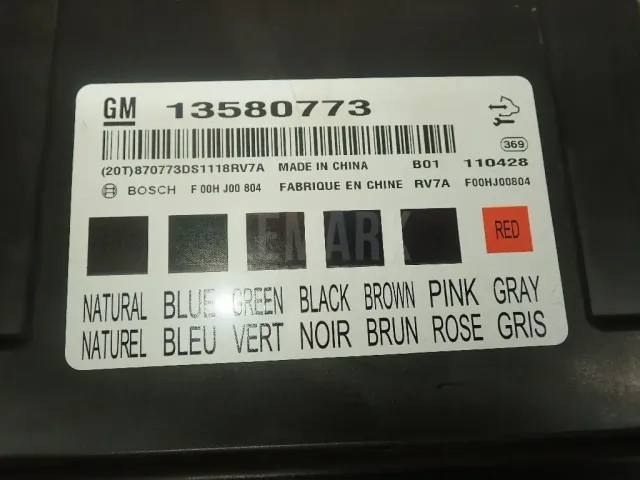 GM 13580773
369
(20T)870773DS1118RV7A MADE IN CHINA B01 110428
BOSCH F 00H J00 804 FABRIQUE EN CHINE RV7A F00HJ00804
EMARK
RED
NATURAL BLUE GREEN BLACK BROWN PINK GRAY
NATUREL BLEU VERT NOIR BRUN ROSE GRIS